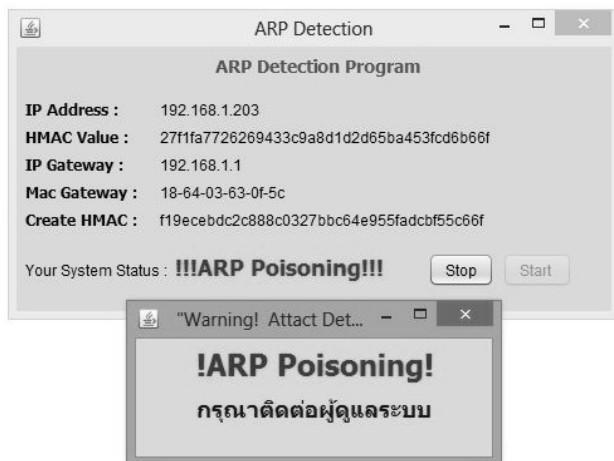 ARP Detection
ARP Detection Program
IP Address : 192.168.1.203
HMAC Value : 27f1fa7726269433c9a8d1d2d65ba453fcd6b66f
IP Gateway : 192.168.1.1
Mac Gateway : 18-64-03-63-0f-5c
Create HMAC : f19ecebdc2c888c0327bbc64e955fadcbf55c66f
Your System Status : !!!ARP Poisoning!!! Stop Start
"Warning! Attact Det...
!ARP Poisoning!
กรุณาติดต่อผู้ดูแลระบบ